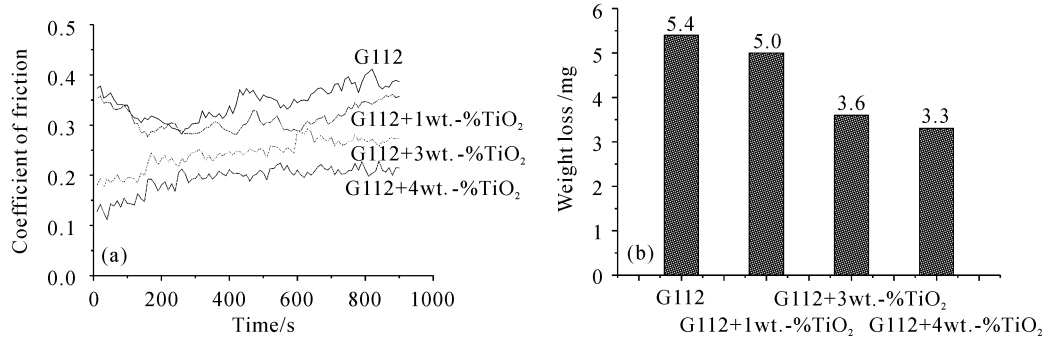 0.5
0.4
0.3
0.2
0.1
0.0
Coefficient of friction
G112
G112+1wt.-%TiO₂
G112+3wt.-%TiO₂
G112+4wt.-%TiO₂
(a)
0 200 400 600 800 1000
Time/s
6
5
4
3
2
1
0
Weight loss/mg
5.4
5.0
3.6
3.3
(b)
G112 G112+3wt.-%TiO₂
G112+1wt.-%TiO₂ G112+4wt.-%TiO₂